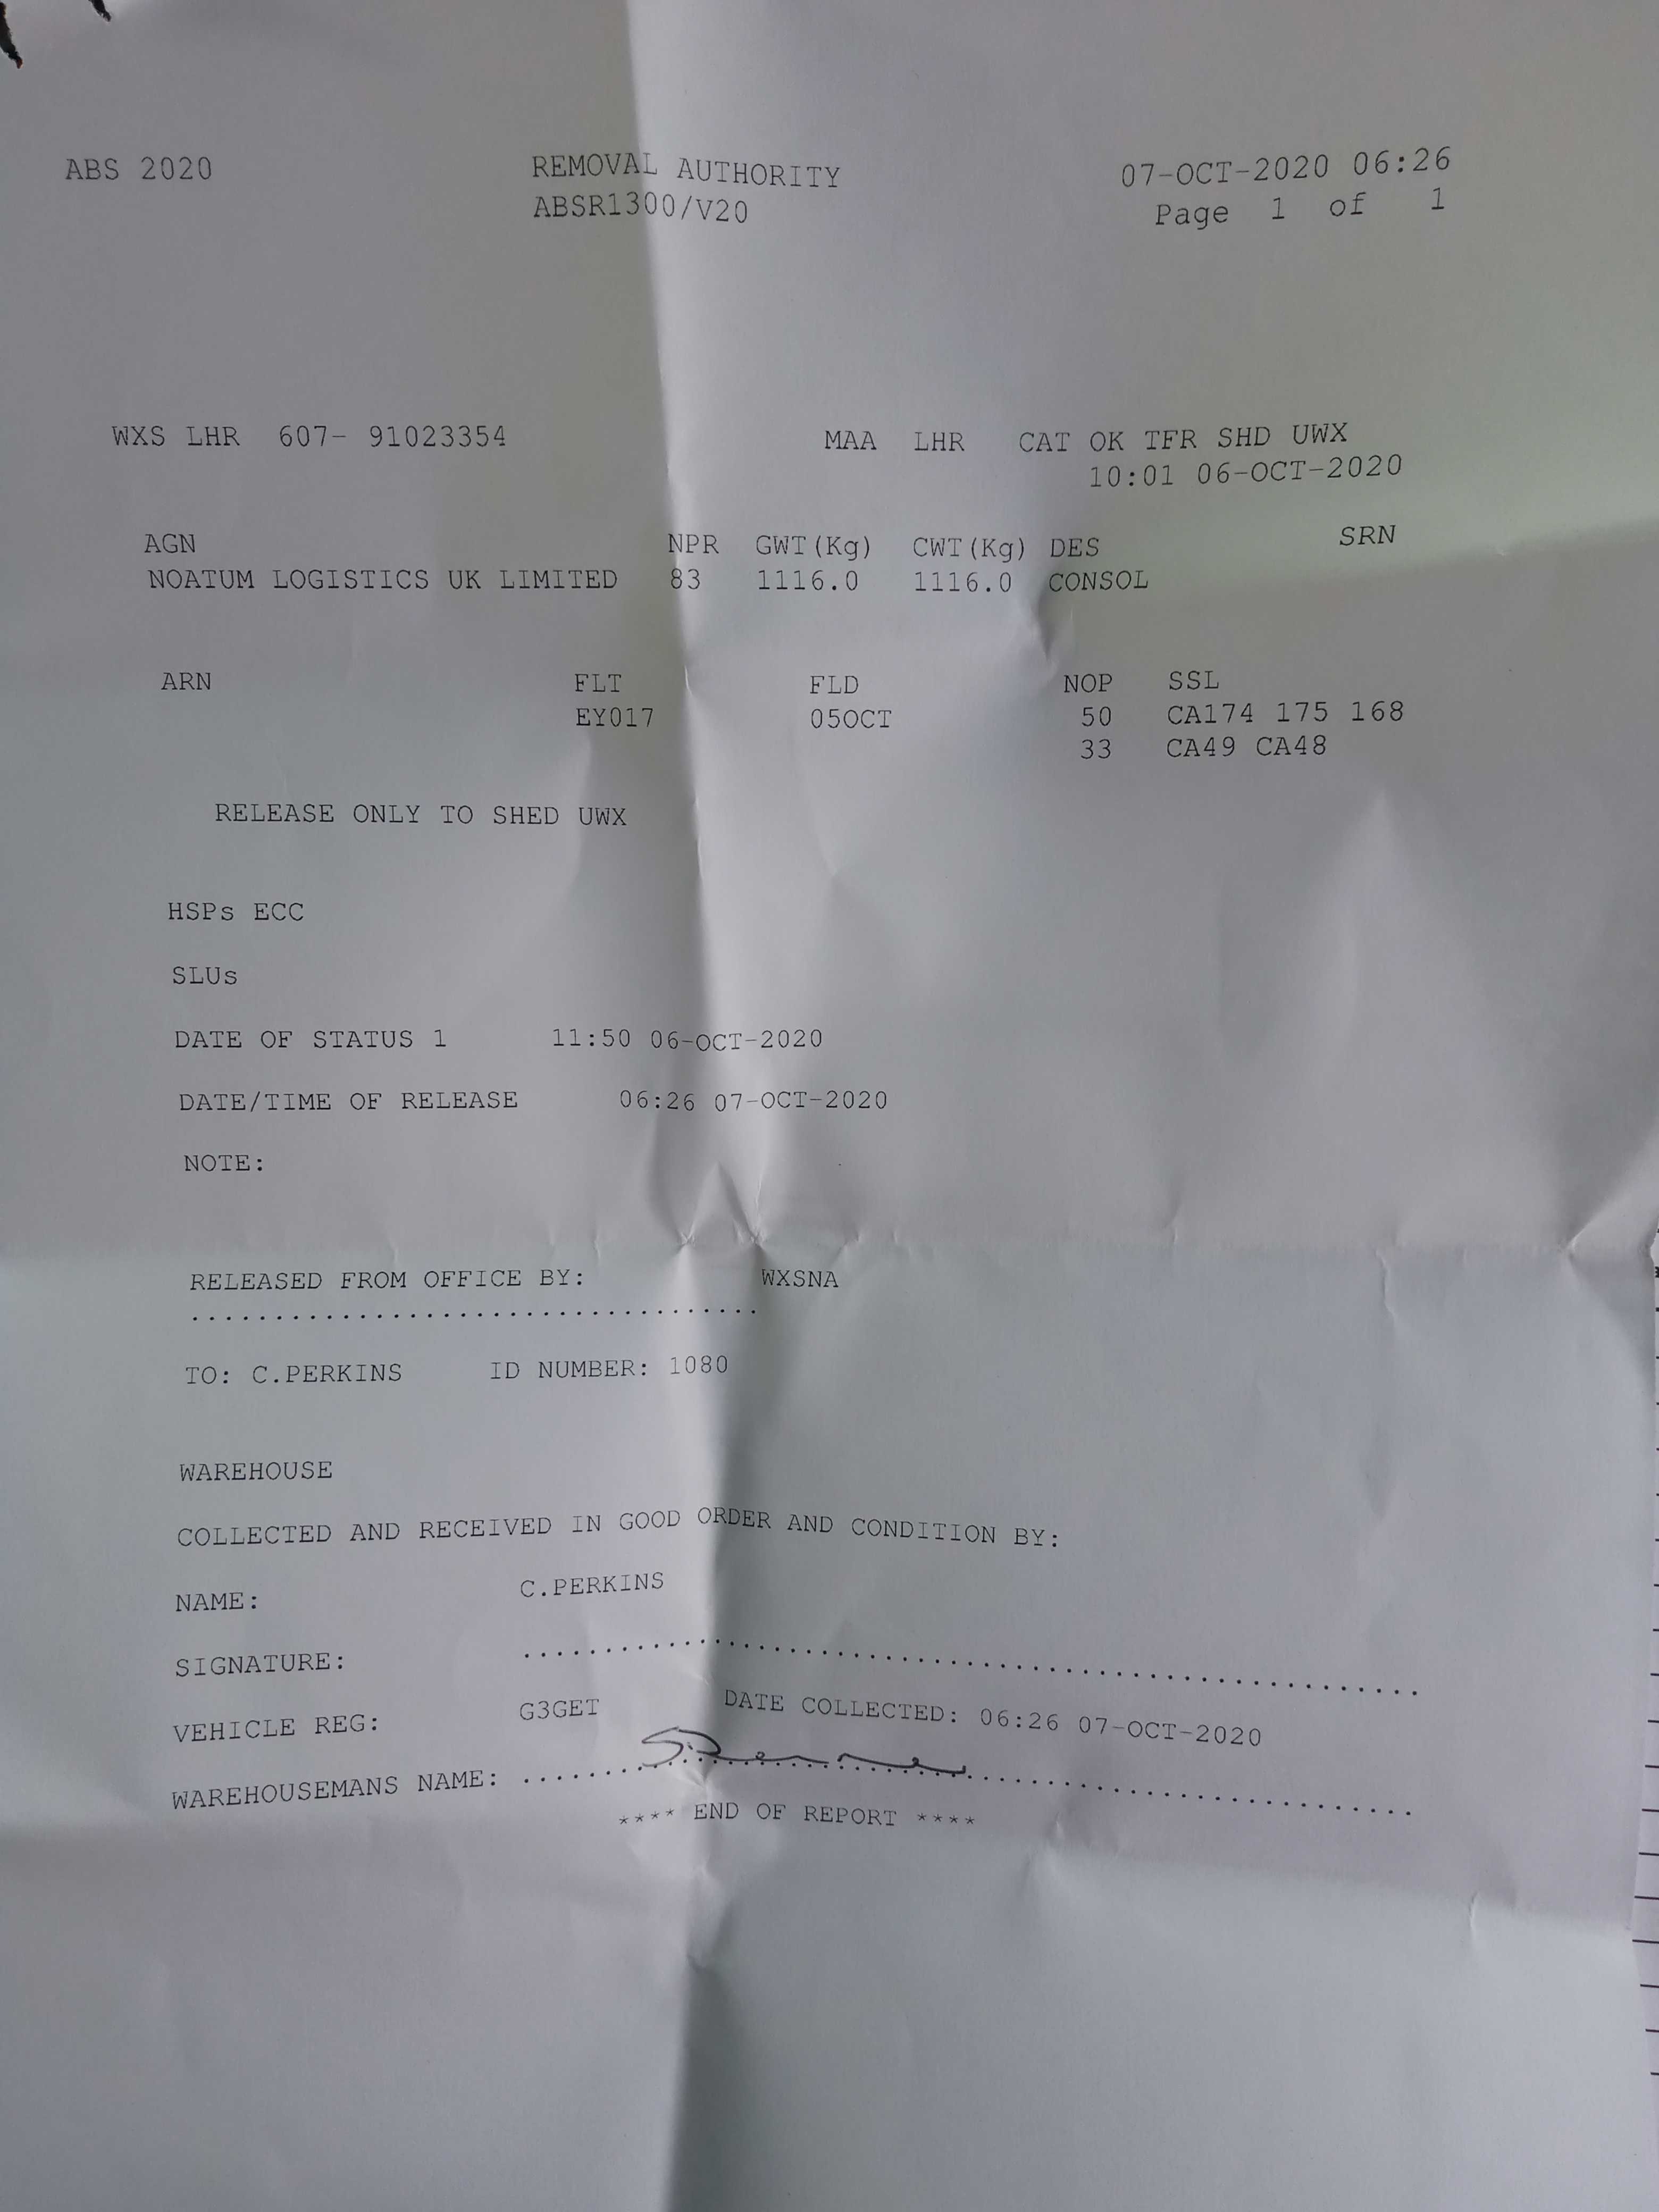 ABS 2020 REMOVAL AUTHORITY 07-OCT-2020 06:26
ABSR1300/V20 Page 1 of 1
WXS LHR 607- 91023354 MAA LHR CAT OK TFR SHD UWX
10:01 06-OCT-2020
AGN NPR GWT(Kg) CWT(Kg) DES SRN
NOATUM LOGISTICS UK LIMITED 83 1116.0 1116.0 CONSOL
ARN FLT FLD NOP SSL
EY017 05OCT 50 CA174 175 168
33 CA49 CA48
RELEASE ONLY TO SHED UWX
HSPs ECC
SLUs
DATE OF STATUS 1 11:50 06-OCT-2020
DATE/TIME OF RELEASE 06:26 07-OCT-2020
NOTE:
RELEASED FROM OFFICE BY: WXSNA
TO: C.PERKINS ID NUMBER: 1080
WAREHOUSE
COLLECTED AND RECEIVED IN GOOD ORDER AND CONDITION BY:
NAME: C.PERKINS
SIGNATURE:
VEHICLE REG: G3GET DATE COLLECTED: 06:26 07-OCT-2020
WAREHOUSEMANS NAME:
**** END OF REPORT ****